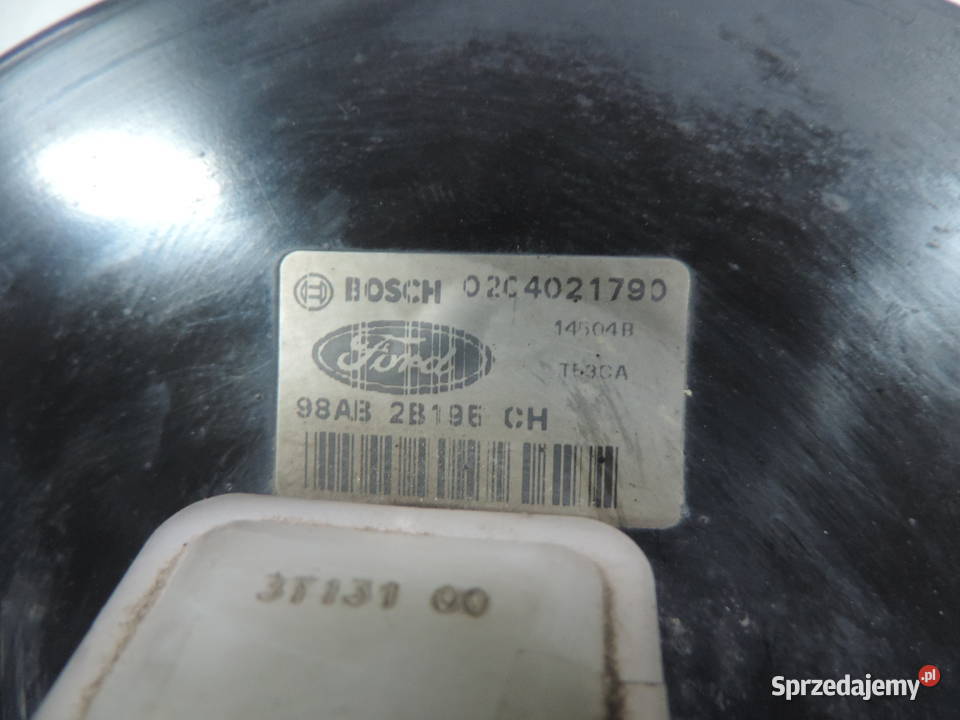 BOSCH 0204021790
14504B
Ford
T53CA
98AB 2B195 CH
3T131 00
Sprzedajemy.pl